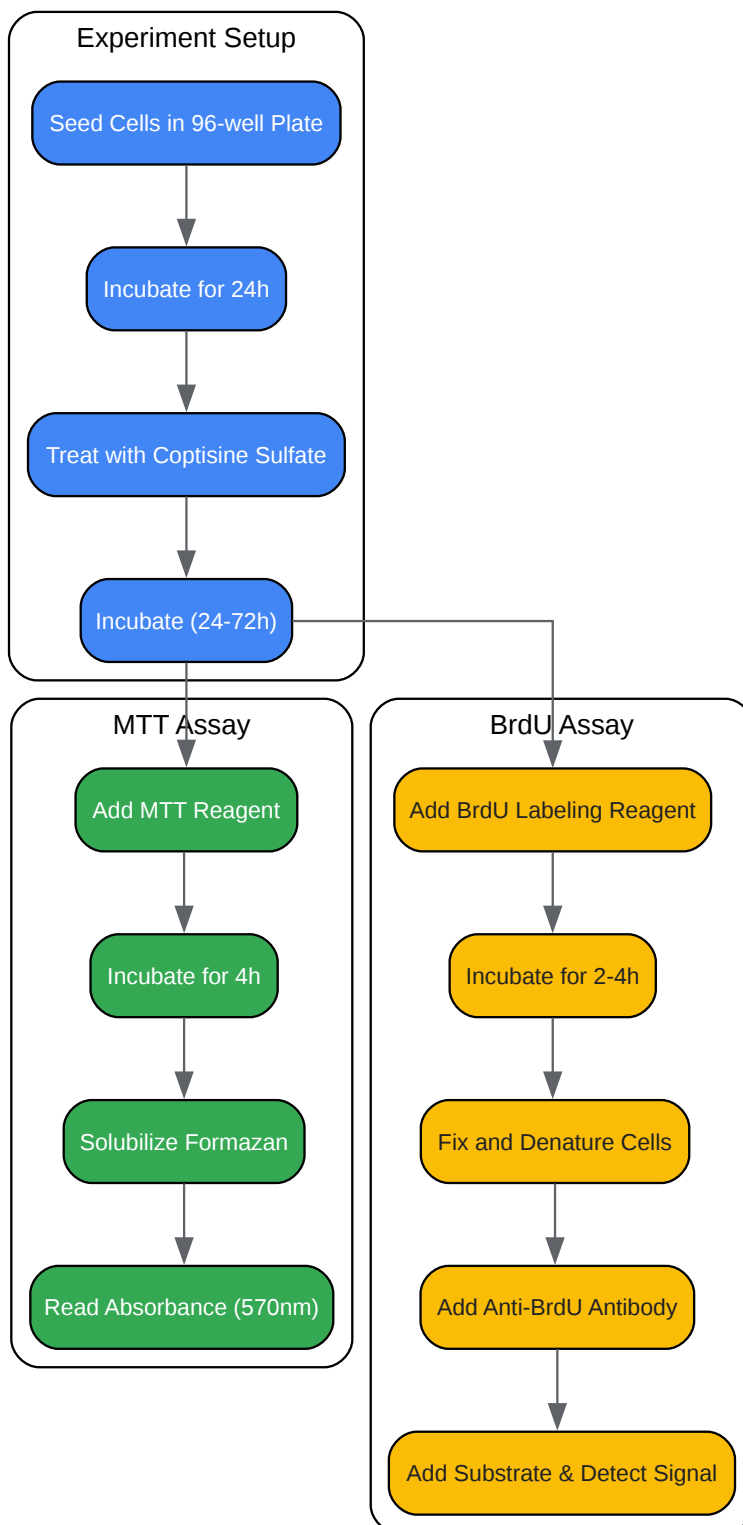 Experiment Setup
Seed Cells in 96-well Plate
Incubate for 24h
Treat with Coptisine Sulfate
Incubate (24-72h)
MTT Assay
Add MTT Reagent
Incubate for 4h
Solubilize Formazan
Read Absorbance (570nm)
BrdU Assay
Add BrdU Labeling Reagent
Incubate for 2-4h
Fix and Denature Cells
Add Anti-BrdU Antibody
Add Substrate & Detect Signal